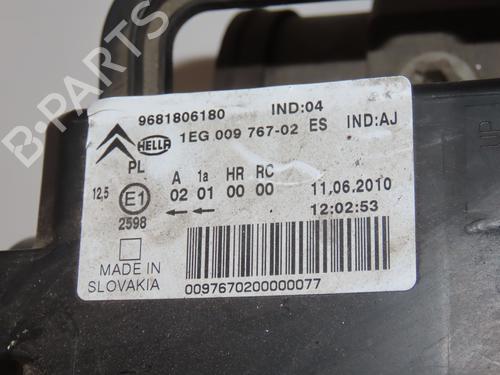 9681806180 IND:04
HELLA 1EG 009 767-02 ES IND:AJ
PL
A 1a HR RC
12,5 E1 02 01 00 00 11.06.2010
2598 12:02:53
MADE IN
SLOVAKIA
0097670200000077